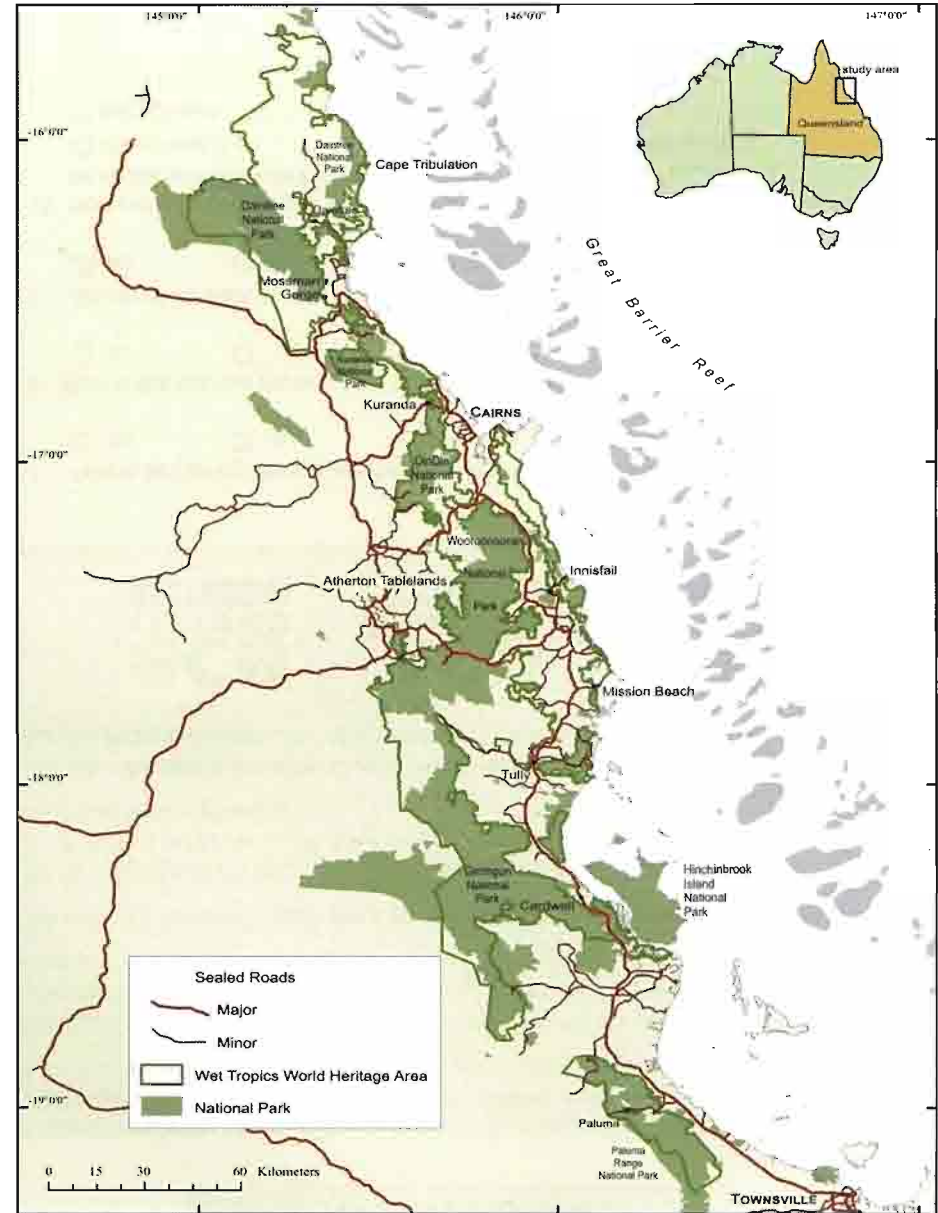 145°0'0"
146°0'0"
147°0'0"
study area
Queensland
-16°0'0"
Daintree
National
Park
Cape Tribulation
Daintree
National
Park
Daintree
Great Barrier Reef
Mossman
Gorge
National
Park
Kuranda
CAIRNS
-17°0'0"
DinDin
National
Park
Wooroonooran
National
Park
Innisfail
Atherton Tablelands
Mission Beach
Tully
-18°0'0"
Girringun
National
Park
Cardwell
Hinchinbrook
Island
National
Park
Sealed Roads
Major
Minor
Wet Tropics World Heritage Area
National Park
-19°0'0"
Paluma
Paluma
Range
National Park
0 15 30 60 Kilometers
TOWNSVILLE